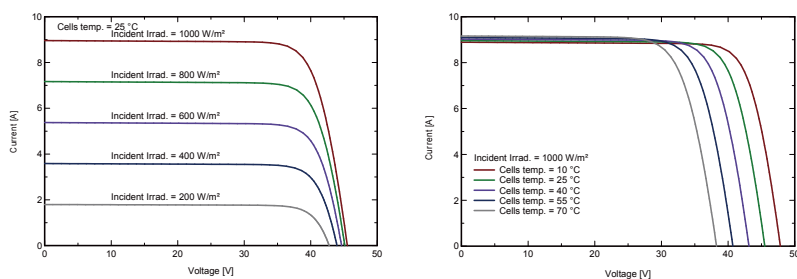 Cells temp. = 25 °C
Incident Irrad. = 1000 W/m²
Incident Irrad. = 800 W/m²
Incident Irrad. = 600 W/m²
Incident Irrad. = 400 W/m²
Incident Irrad. = 200 W/m²
10
8
6
4
2
0
Current [A]
0 10 20 30 40 50
Voltage [V]
10
8
6
4
2
0
Current [A]
Incident Irrad. = 1000 W/m²
Cells temp. = 10 °C
Cells temp. = 25 °C
Cells temp. = 40 °C
Cells temp. = 55 °C
Cells temp. = 70 °C
0 10 20 30 40 50
Voltage [V]